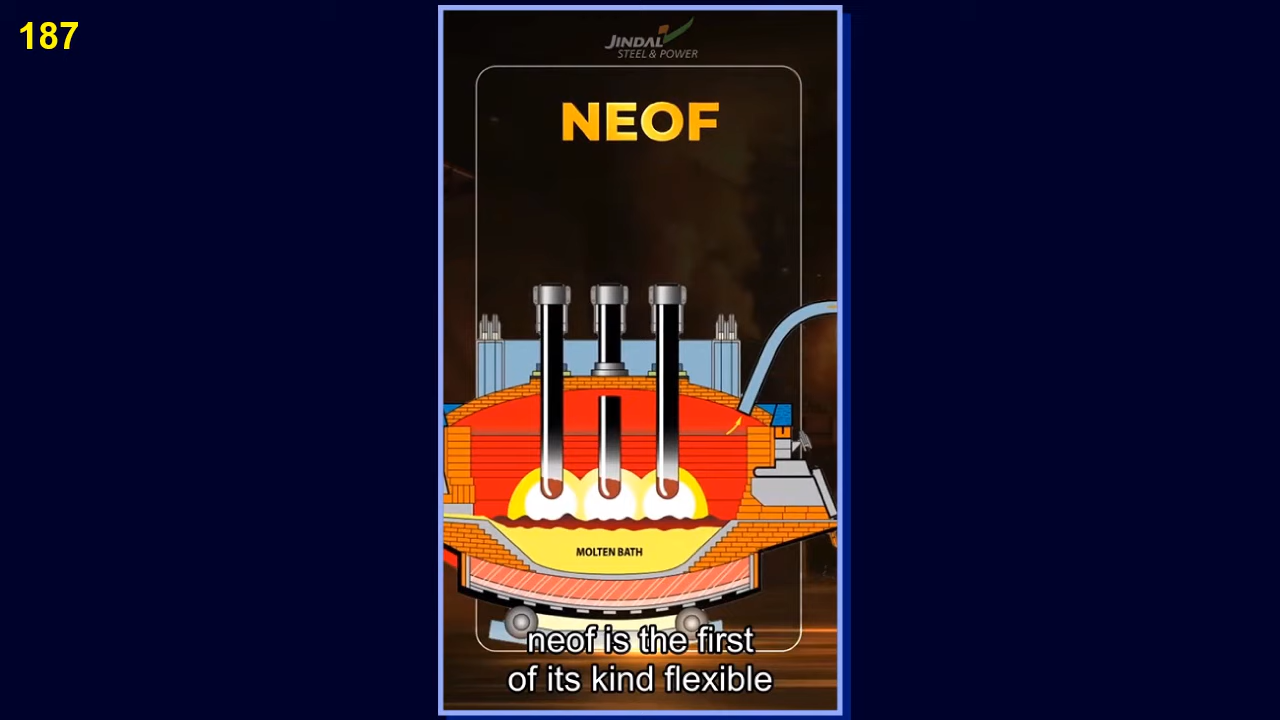 187
JINDAL
STEEL & POWER
NEOF
MOLTEN BATH
neof is the first
of its kind flexible